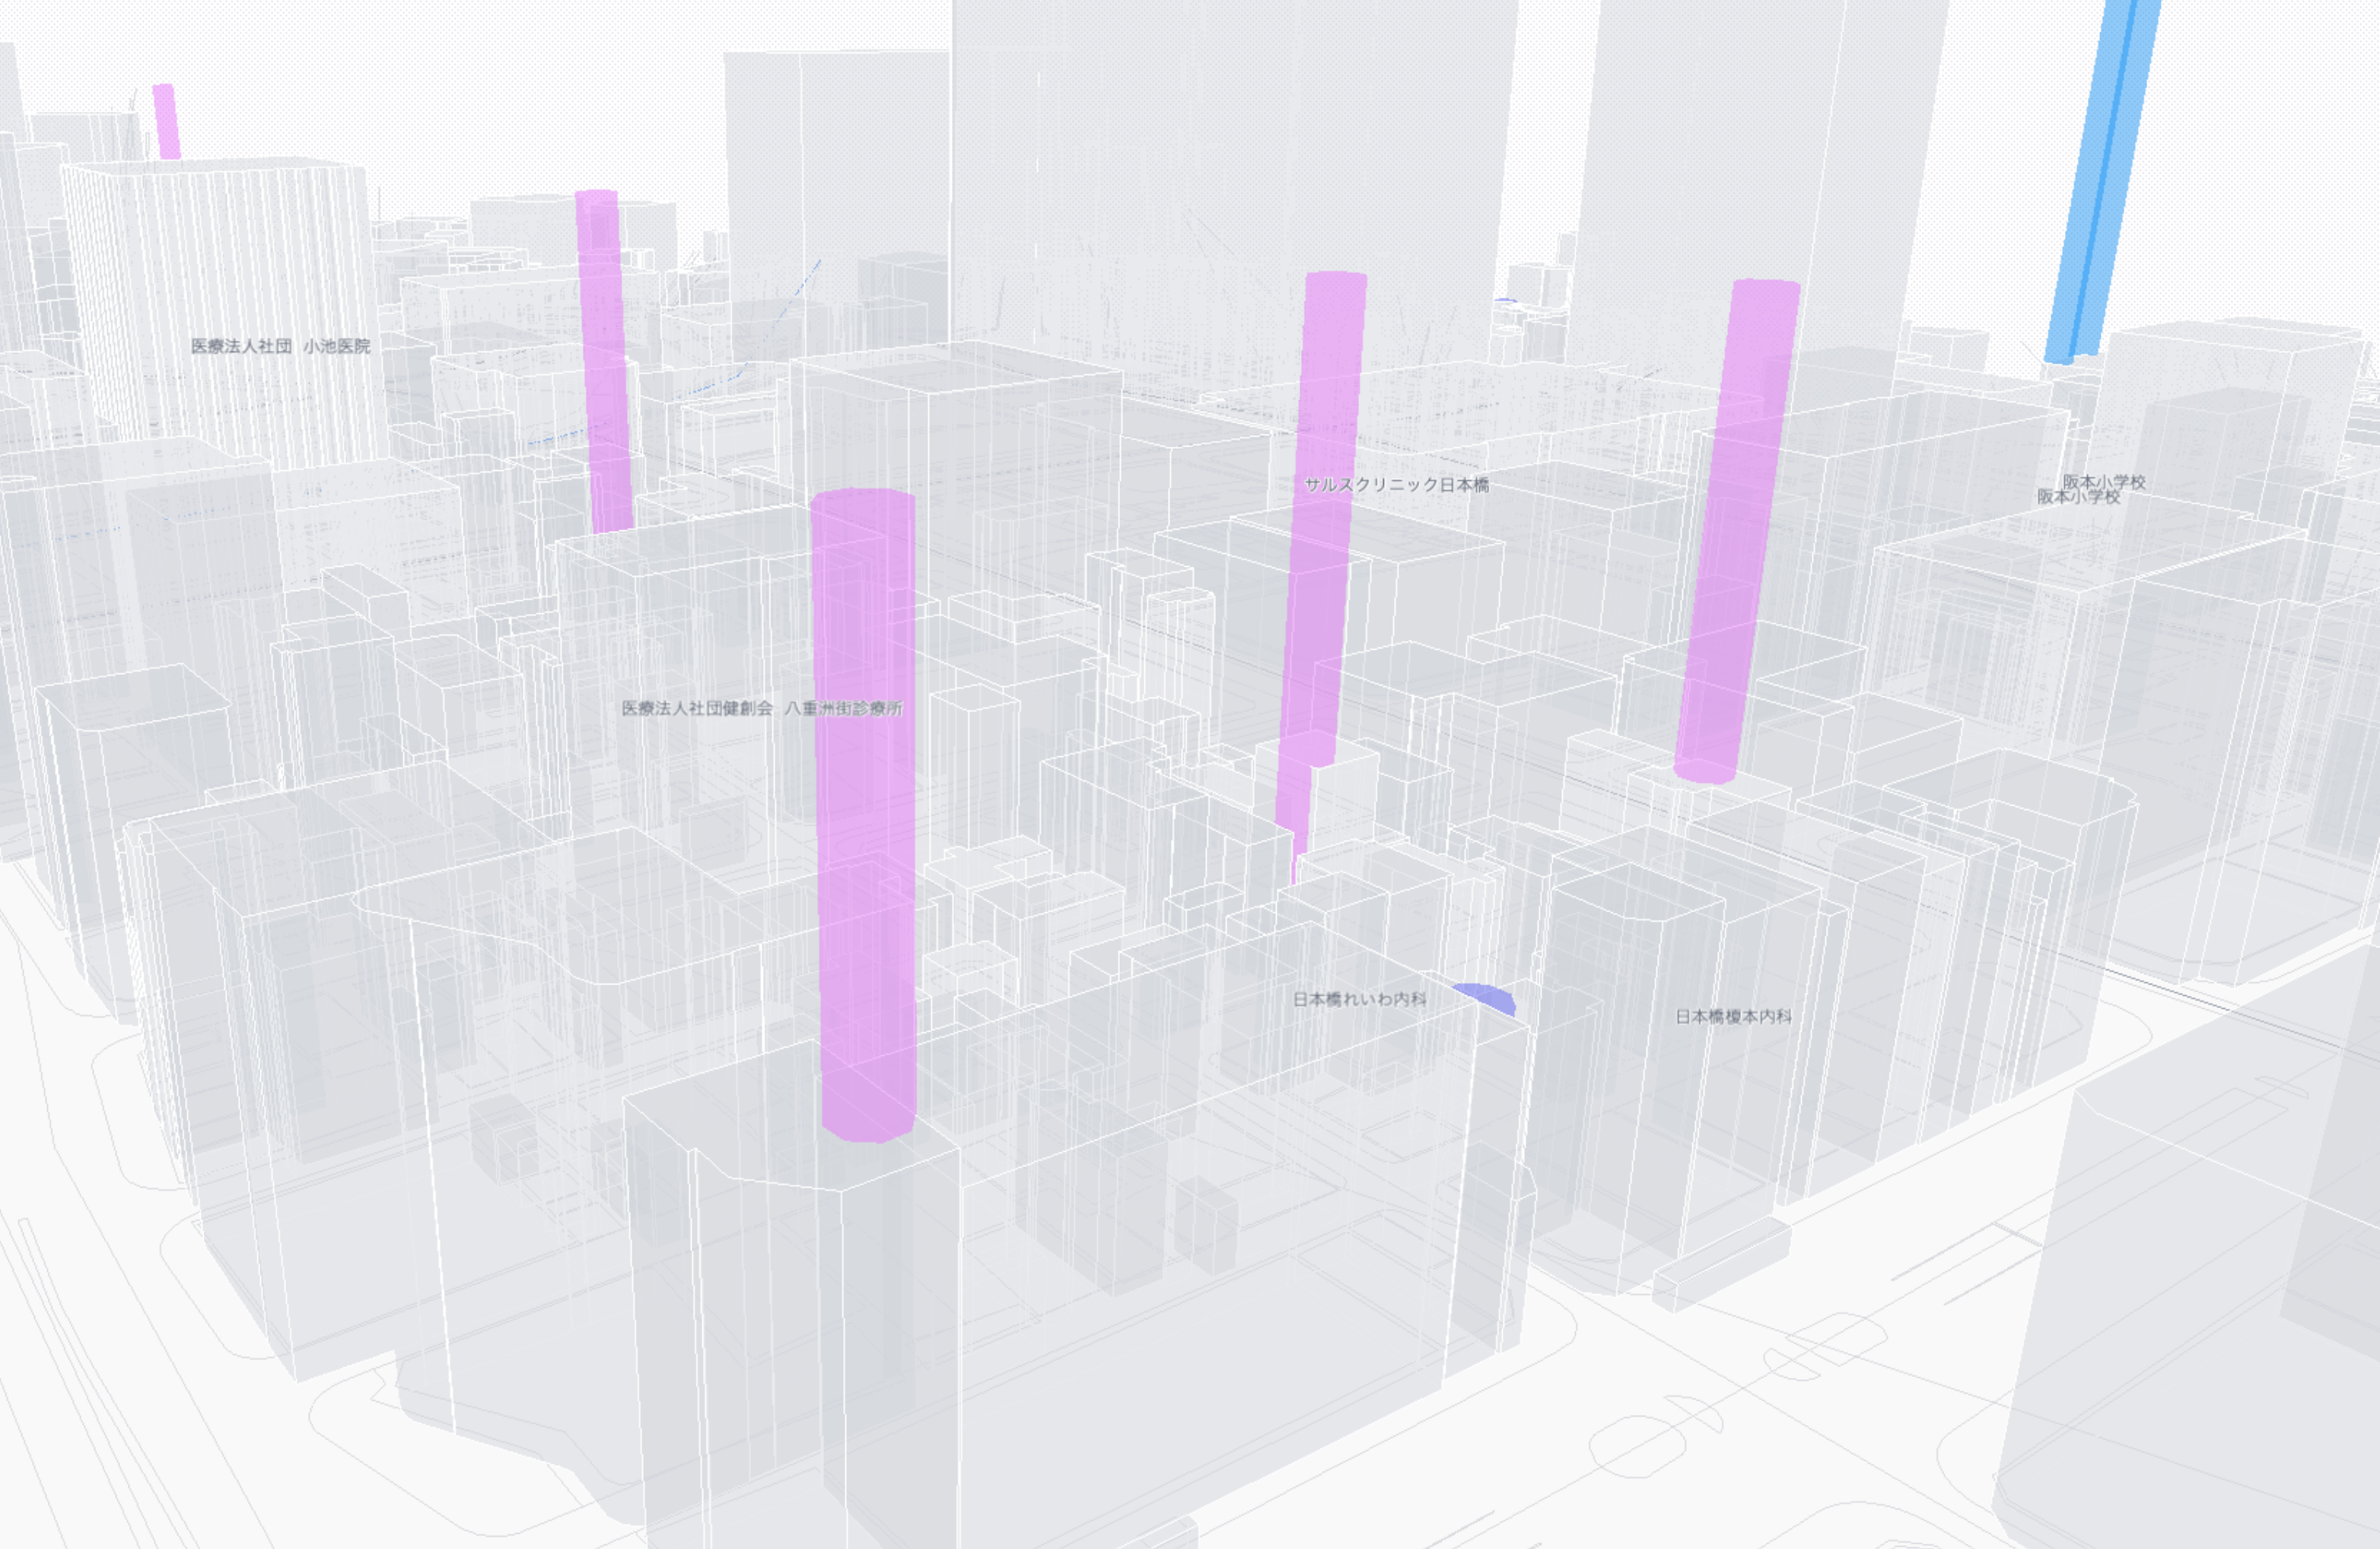 医療法人社団 小池医院
サルスクリニック日本橋
阪本小学校
阪本小学校
医療法人社団健創会 八重洲街診療所
日本橋れいわ内科
日本橋榎本内科